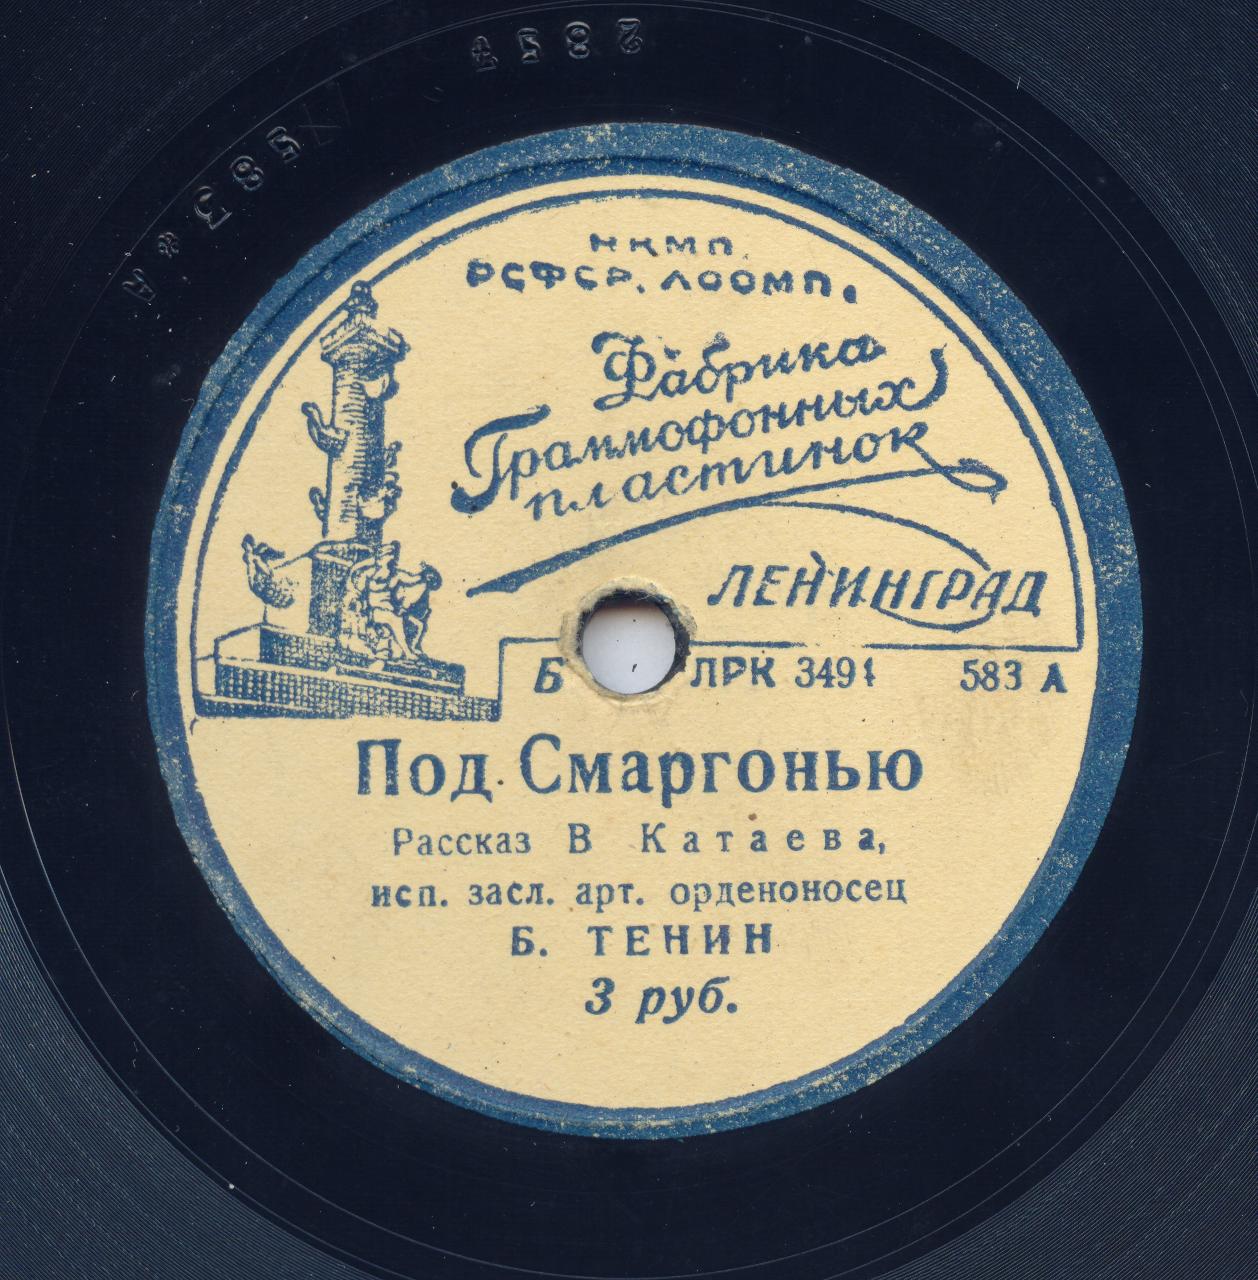 НКМП.
РСФСР. ЛООМП.
Фабрика
Граммофонных
пластинок
ЛЕНИНГРАД
Б ЛРК 3491 583 А
Под Смаргонью
Рассказ В Катаева,
исп. засл. арт. орденоносец
Б. ТЕНИН
3 руб.
583 * А